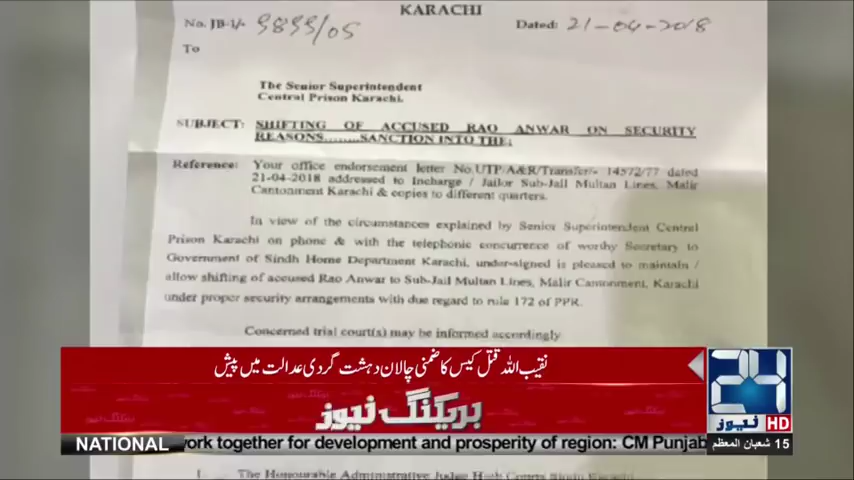 KARACHI
No. JB-1/- 9899/05 Dated: 21-04-2018
To
The Senior Superintendent
Central Prison Karachi.
SUBJECT: SHIFTING OF ACCUSED RAO ANWAR ON SECURITY
REASONS........SANCTION INTO THE;
Reference: Your office endorsement letter No.UTP/A&R/Transfer/- 14572/77 dated
21-04-2018 addressed to Incharge / Jailor Sub-Jail Multan Lines, Malir
Cantonment Karachi & copies to different quarters.
In view of the circumstances explained by Senior Superintendent Central
Prison Karachi on phone & with the telephonic concurrence of worthy Secretary to
Government of Sindh Home Department Karachi, under-signed is pleased to maintain /
allow shifting of accused Rao Anwar to Sub-Jail Multan Lines, Malir Cantonment, Karachi
under proper security arrangements with due regard to rule 172 of PPR.
Concerned trial court(s) may be informed accordingly
نقیب اللہ قتل کیس کا ضمنی چالان دہشت گردی عدالت میں پیش
بریکنگ نیوز
24
نیوز HD
NATIONAL work together for development and prosperity of region: CM Punjab
15 شعبان المعظم
1. The Honourable Administrative Judge High Court Sindh Karachi